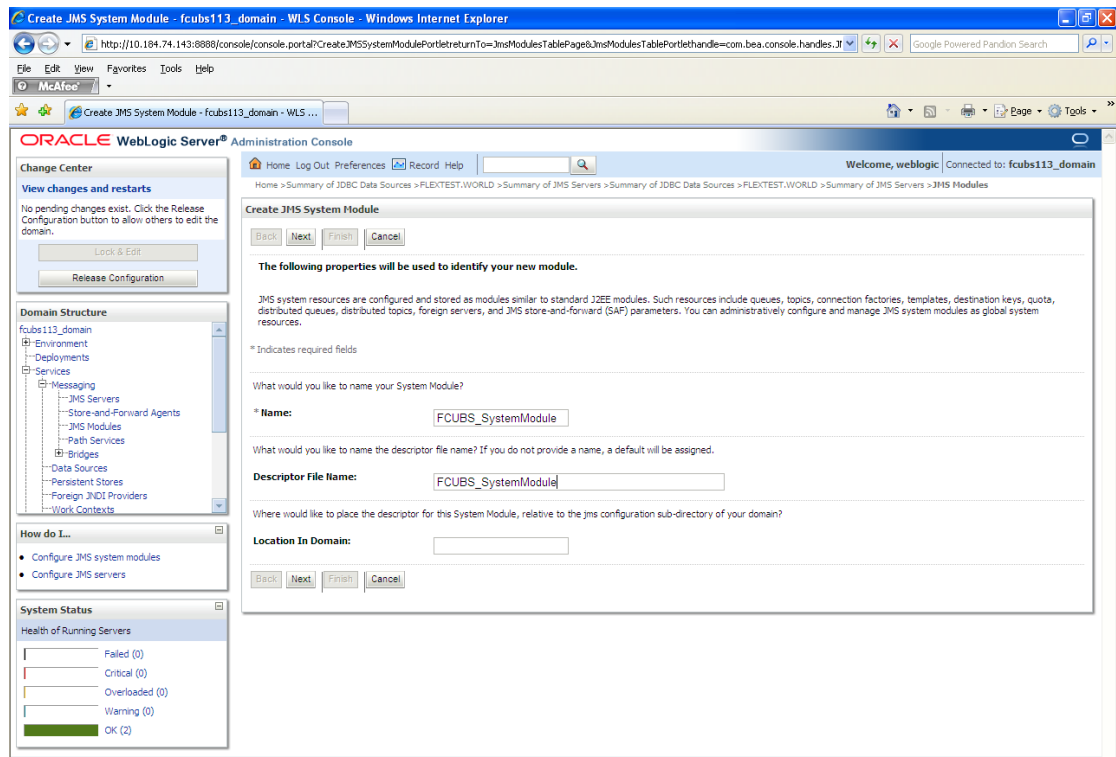 Create JMS System Module - fcubs113_domain - WLS Console - Windows Internet Explorer
http://10.184.74.143:8888/console/console.portal?CreateJMSSystemModulePortletreturnTo=JmsModulesTablePage&JmsModulesTablePortlethandle=com.bea.console.handles.JM
Google Powered Pandion Search
File Edit View Favorites Tools Help
McAfee
Create JMS System Module - fcubs113_domain - WLS ...
Page Tools »
ORACLE WebLogic Server® Administration Console
Change Center
View changes and restarts
No pending changes exist. Click the Release
Configuration button to allow others to edit the
domain.
Lock & Edit
Release Configuration
Domain Structure
fcubs113_domain
Environment
Deployments
Services
Messaging
JMS Servers
Store-and-Forward Agents
JMS Modules
Path Services
Bridges
Data Sources
Persistent Stores
Foreign JNDI Providers
Work Contexts
How do I...
Configure JMS system modules
Configure JMS servers
System Status
Health of Running Servers
Failed (0)
Critical (0)
Overloaded (0)
Warning (0)
OK (2)
Home Log Out Preferences Record Help
Welcome, weblogic Connected to: fcubs113_domain
Home >Summary of JDBC Data Sources >FLEXTEST.WORLD >Summary of JMS Servers >Summary of JDBC Data Sources >FLEXTEST.WORLD >Summary of JMS Servers >JMS Modules
Create JMS System Module
Back Next Finish Cancel
The following properties will be used to identify your new module.
JMS system resources are configured and stored as modules similar to standard J2EE modules. Such resources include queues, topics, connection factories, templates, destination keys, quota,
distributed queues, distributed topics, foreign servers, and JMS store-and-forward (SAF) parameters. You can administratively configure and manage JMS system modules as global system
resources.
* Indicates required fields
What would you like to name your System Module?
* Name: FCUBS_SystemModule
What would you like to name the descriptor file name? If you do not provide a name, a default will be assigned.
Descriptor File Name: FCUBS_SystemModule
Where would like to place the descriptor for this System Module, relative to the jms configuration sub-directory of your domain?
Location In Domain:
Back Next Finish Cancel